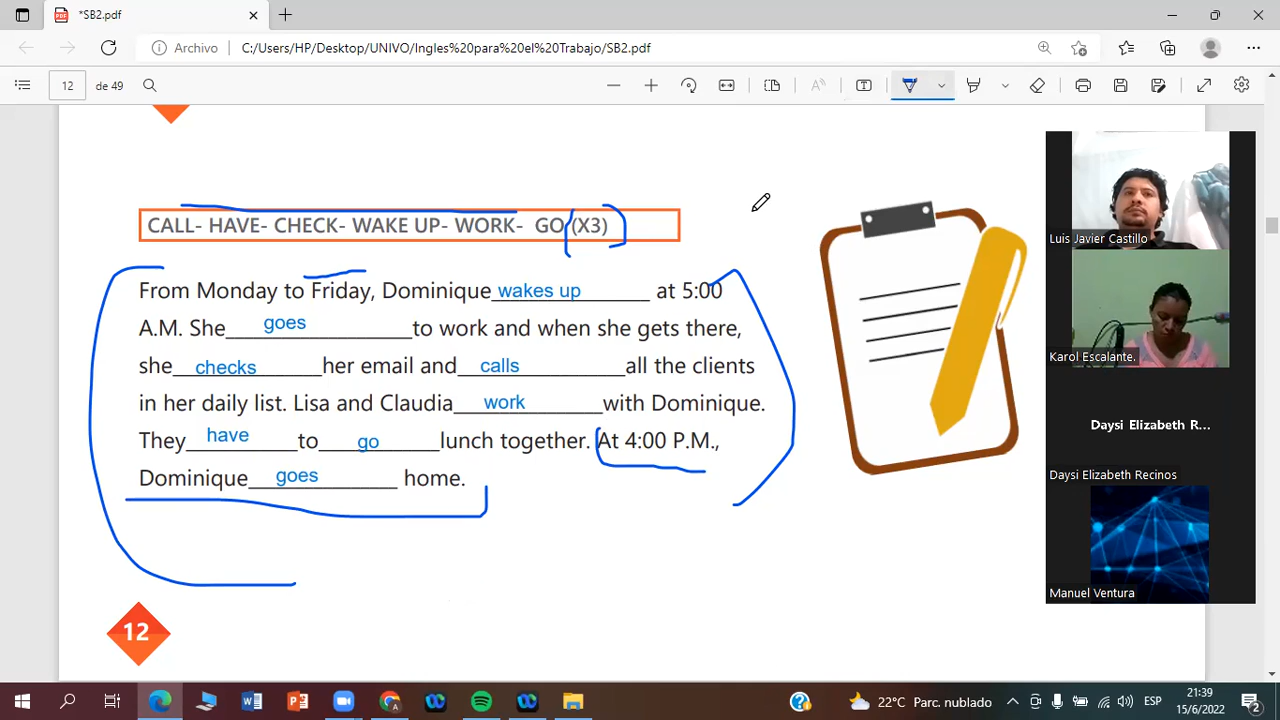 *SB2.pdf
Archivo C:/Users/HP/Desktop/UNIVO/Ingles%20para%20el%20Trabajo/SB2.pdf
12 de 49
CALL- HAVE- CHECK- WAKE UP- WORK- GO (X3)
From Monday to Friday, Dominique wakes up at 5:00
A.M. She goes to work and when she gets there,
she checks her email and calls all the clients
in her daily list. Lisa and Claudia work with Dominique.
They have to go lunch together. At 4:00 P.M.,
Dominique goes home.
12
Luis Javier Castillo
Karol Escalante.
Daysi Elizabeth R...
Daysi Elizabeth Recinos
Manuel Ventura
22°C Parc. nublado ESP 21:39
15/6/2022 2